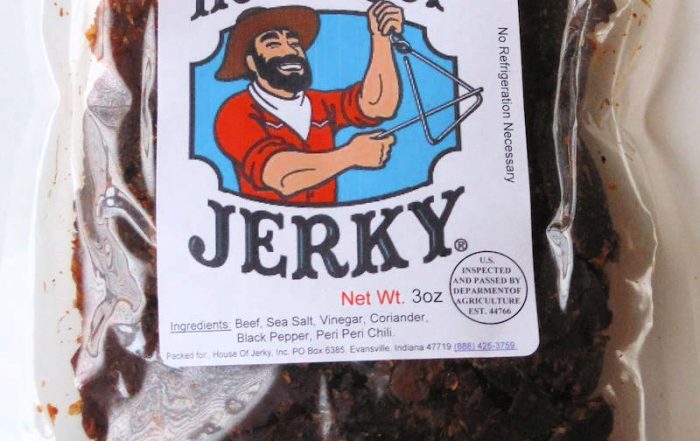 No Refrigeration Necessary
JERKY®
Net Wt. 3oz
U.S.
INSPECTED
AND PASSED BY
DEPARMENTOF
AGRICULTURE
EST. 44766
Ingredients: Beef, Sea Salt, Vinegar, Coriander,
Black Pepper, Peri Peri Chili.
Packed for: House Of Jerky, Inc. PO Box 6385, Evansville, Indiana 47719 (888) 426-3759